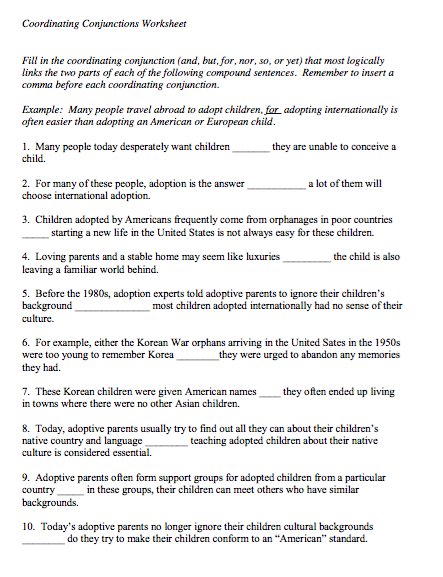 Coordinating Conjunctions Worksheet
Fill in the coordinating conjunction (and, but, for, nor, so, or yet) that most logically
links the two parts of each of the following compound sentences. Remember to insert a
comma before each coordinating conjunction.
Example: Many people travel abroad to adopt children, for adopting internationally is
often easier than adopting an American or European child.
1. Many people today desperately want children _______ they are unable to conceive a
child.
2. For many of these people, adoption is the answer ___________ a lot of them will
choose international adoption.
3. Children adopted by Americans frequently come from orphanages in poor countries
_____ starting a new life in the United States is not always easy for these children.
4. Loving parents and a stable home may seem like luxuries _________ the child is also
leaving a familiar world behind.
5. Before the 1980s, adoption experts told adoptive parents to ignore their children's
background ______________ most children adopted internationally had no sense of their
culture.
6. For example, either the Korean War orphans arriving in the United Sates in the 1950s
were too young to remember Korea ________they were urged to abandon any memories
they had.
7. These Korean children were given American names ____ they often ended up living
in towns where there were no other Asian children.
8. Today, adoptive parents usually try to find out all they can about their children's
native country and language ________ teaching adopted children about their native
culture is considered essential.
9. Adoptive parents often form support groups for adopted children from a particular
country _____ in these groups, their children can meet others who have similar
backgrounds.
10. Today's adoptive parents no longer ignore their children cultural backgrounds
________ do they try to make their children conform to an "American" standard.